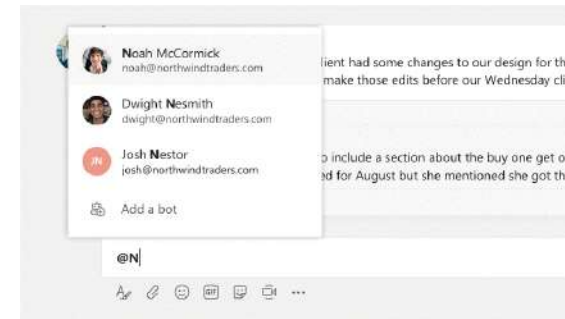 Noah McCormick
noah@northwindtraders.com
lient had some changes to our design for th
make those edits before our Wednesday cli
Dwight Nesmith
dwight@northwindtraders.com
JN
Josh Nestor
josh@northwindtraders.com
o include a section about the buy one get o
ed for August but she mentioned she got th
Add a bot
@N
GIF